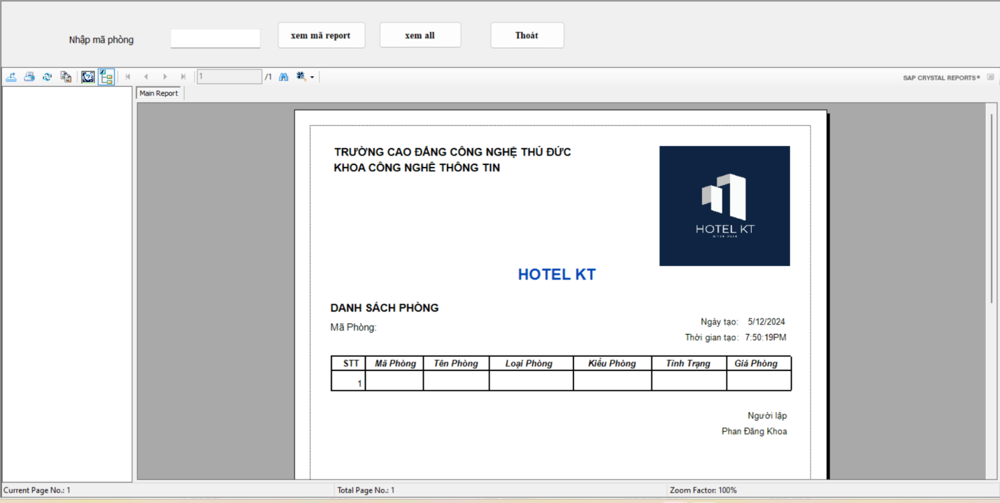 Nhập mã phòng
xem mã report
xem all
Thoát
1 /1
SAP CRYSTAL REPORTS®
Main Report
TRƯỜNG CAO ĐẲNG CÔNG NGHỆ THỦ ĐỨC
KHOA CÔNG NGHỆ THÔNG TIN
HOTEL KT
HOTEL KT
DANH SÁCH PHÒNG
Mã Phòng:
Ngày tạo: 5/12/2024
Thời gian tạo: 7:50:19PM
STT Mã Phòng Tên Phòng Loại Phòng Kiểu Phòng Tình Trạng Giá Phòng
1
Người lập
Phan Đăng Khoa
Current Page No.: 1 Total Page No.: 1 Zoom Factor: 100%